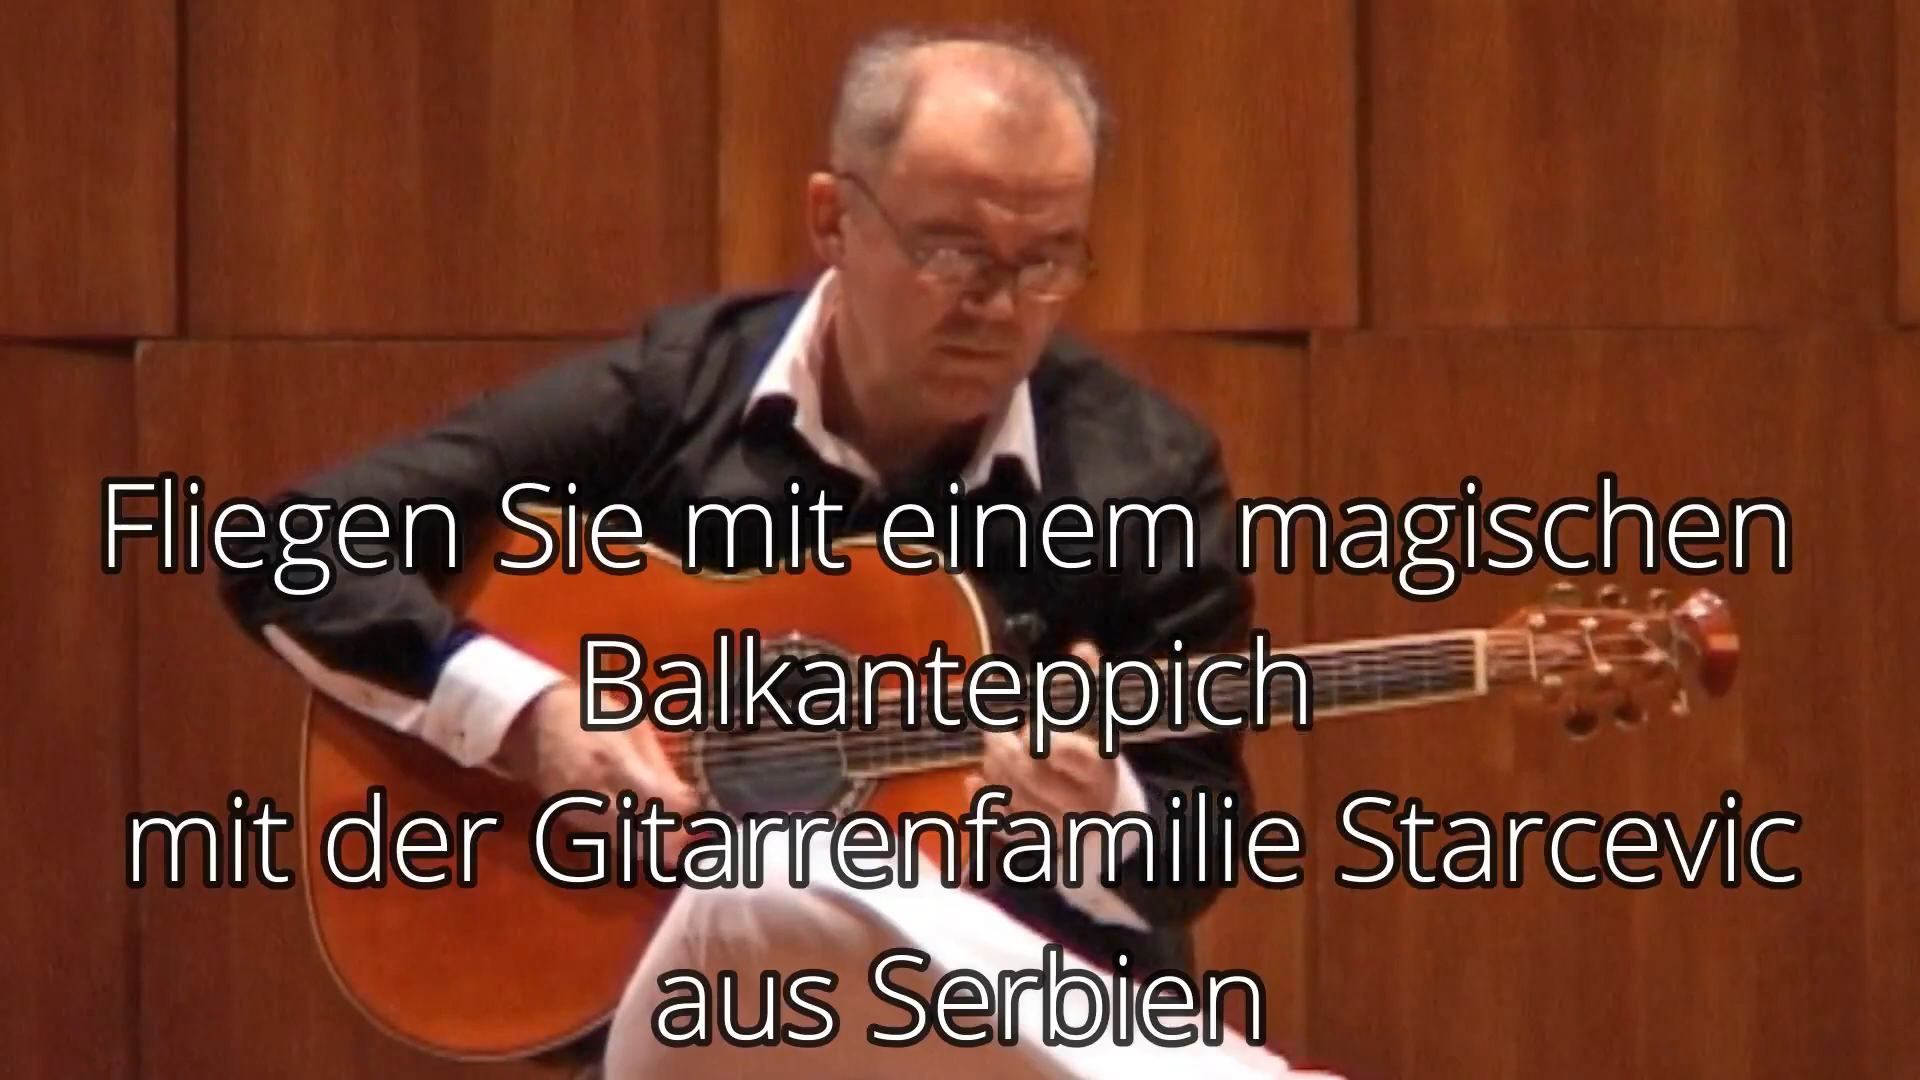 Fliegen Sie mit einem magischen
Balkanteppich
mit der Gitarrenfamilie Starcevic
aus Serbien